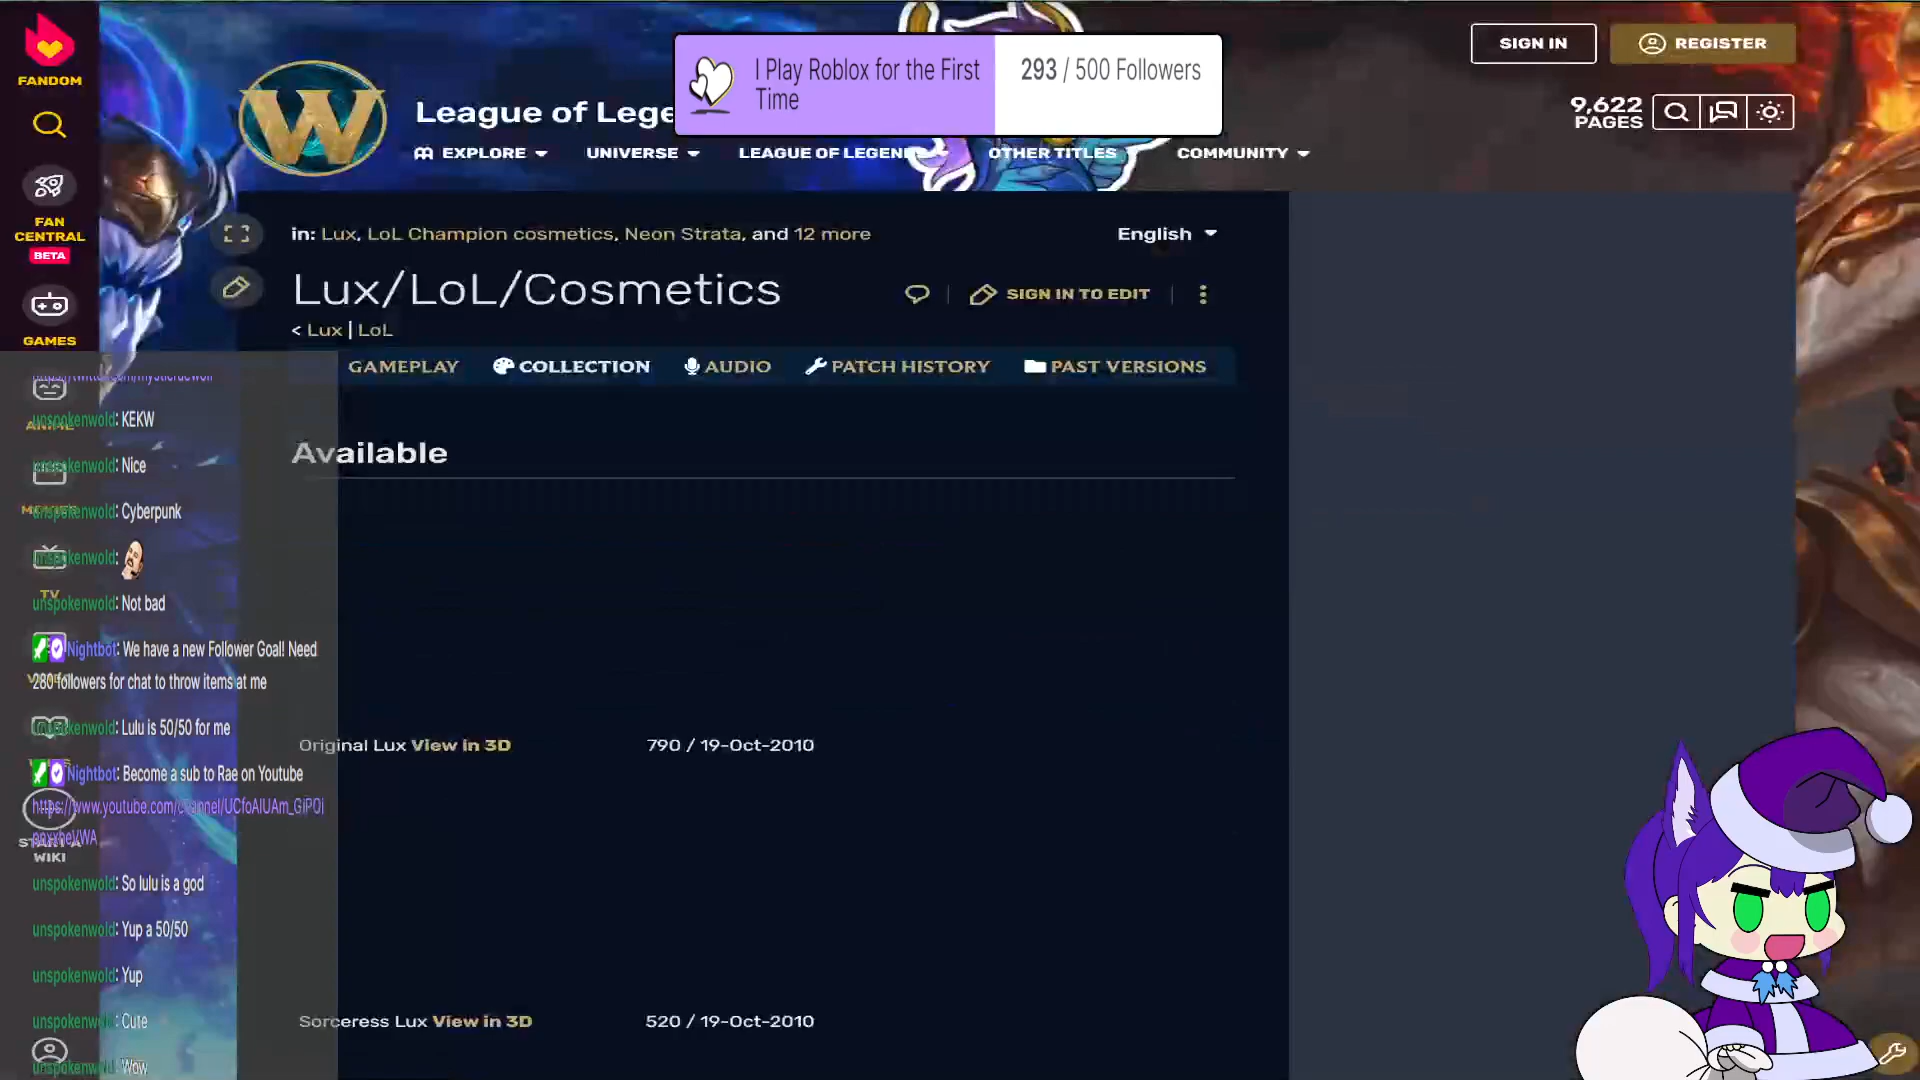 FANDOM
FAN
CENTRAL
BETA
GAMES
SIGN IN
REGISTER
I Play Roblox for the First
Time
293 / 500 Followers
League of Lege
9,622
PAGES
EXPLORE
UNIVERSE
LEAGUE OF LEGEN
OTHER TITLES
COMMUNITY
in: Lux, LoL Champion cosmetics, Neon Strata, and 12 more
English
Lux/LoL/Cosmetics
SIGN IN TO EDIT
< Lux | LoL
GAMEPLAY
COLLECTION
AUDIO
PATCH HISTORY
PAST VERSIONS
Available
unspokenwold: KEKW
unspokenwold: Nice
unspokenwold: Cyberpunk
unspokenwold:
TV
unspokenwold: Not bad
Nightbot: We have a new Follower Goal! Need
280 followers for chat to throw items at me
unspokenwold: Lulu is 50/50 for me
Nightbot: Become a sub to Rae on Youtube
START A
WIKI
unspokenwold: So lulu is a god
unspokenwold: Yup a 50/50
unspokenwold: Yup
unspokenwold: Cute
unspokenwold: Wow
Original Lux View in 3D
790 / 19-Oct-2010
Sorceress Lux View in 3D
520 / 19-Oct-2010